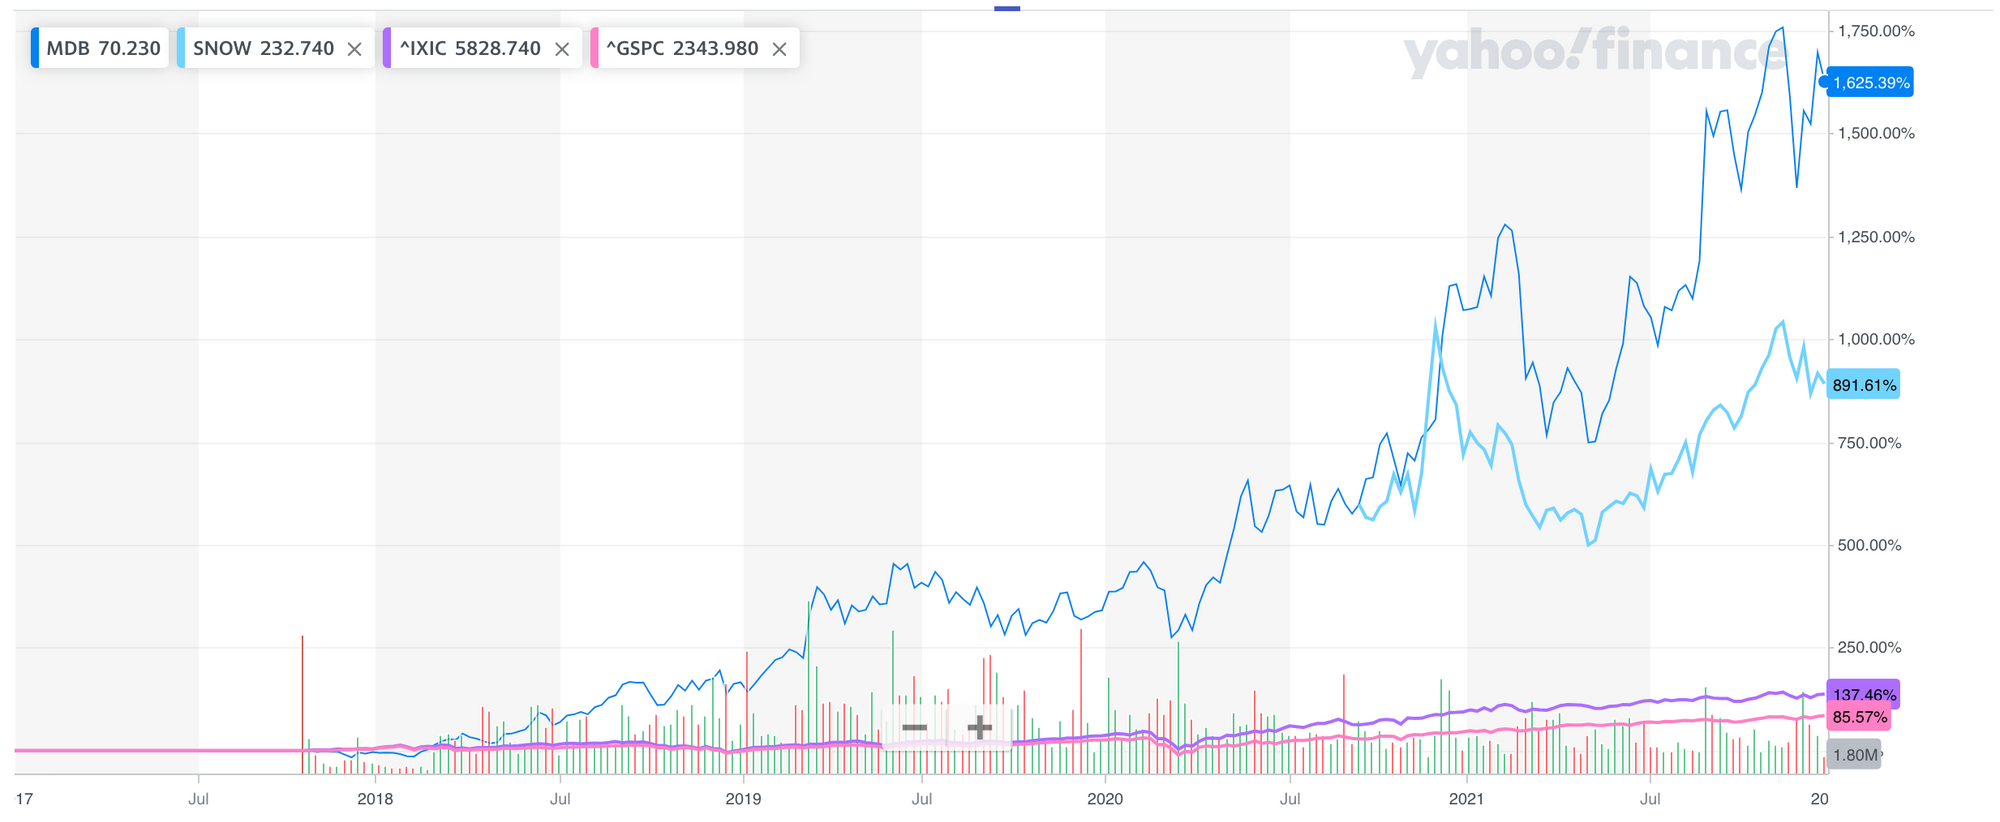 MDB 70.230 SNOW 232.740 ^IXIC 5828.740 ^GSPC 2343.980
yahoo!finance
1,750.00%
1,625.39%
1,500.00%
1,250.00%
1,000.00%
891.61%
750.00%
500.00%
250.00%
137.46%
85.57%
1.80M
17 Jul 2018 Jul 2019 Jul 2020 Jul 2021 Jul 20